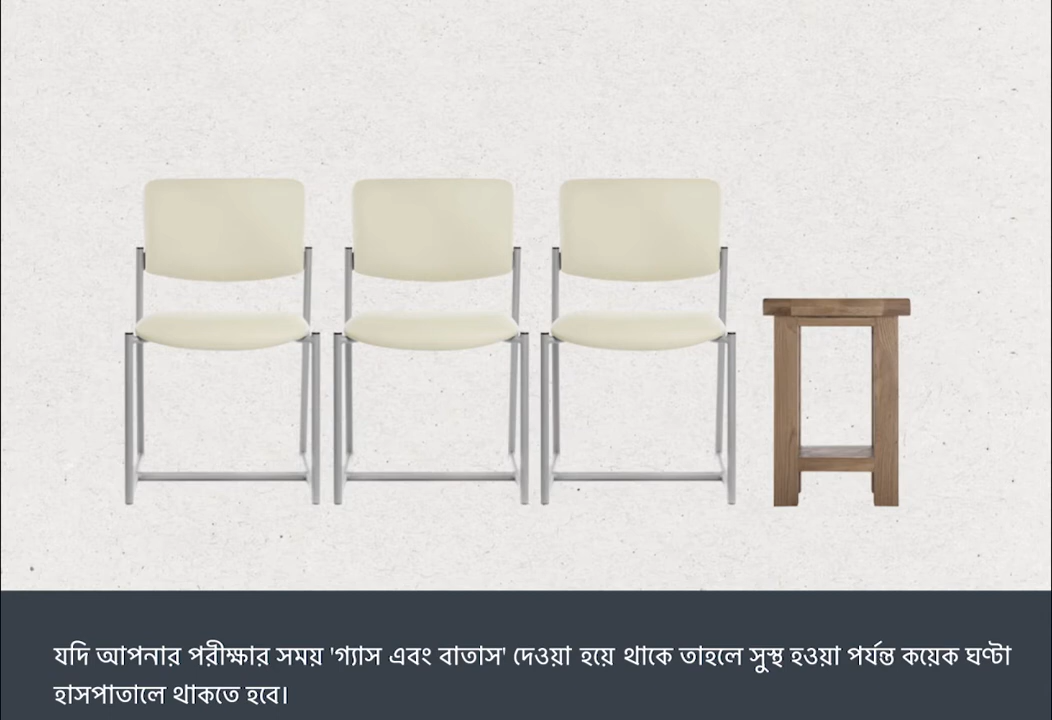 যদি আপনার পরীক্ষার সময় 'গ্যাস এবং বাতাস' দেওয়া হয়ে থাকে তাহলে সুস্থ হওয়া পর্যন্ত কয়েক ঘণ্টা
হাসপাতালে থাকতে হবে।